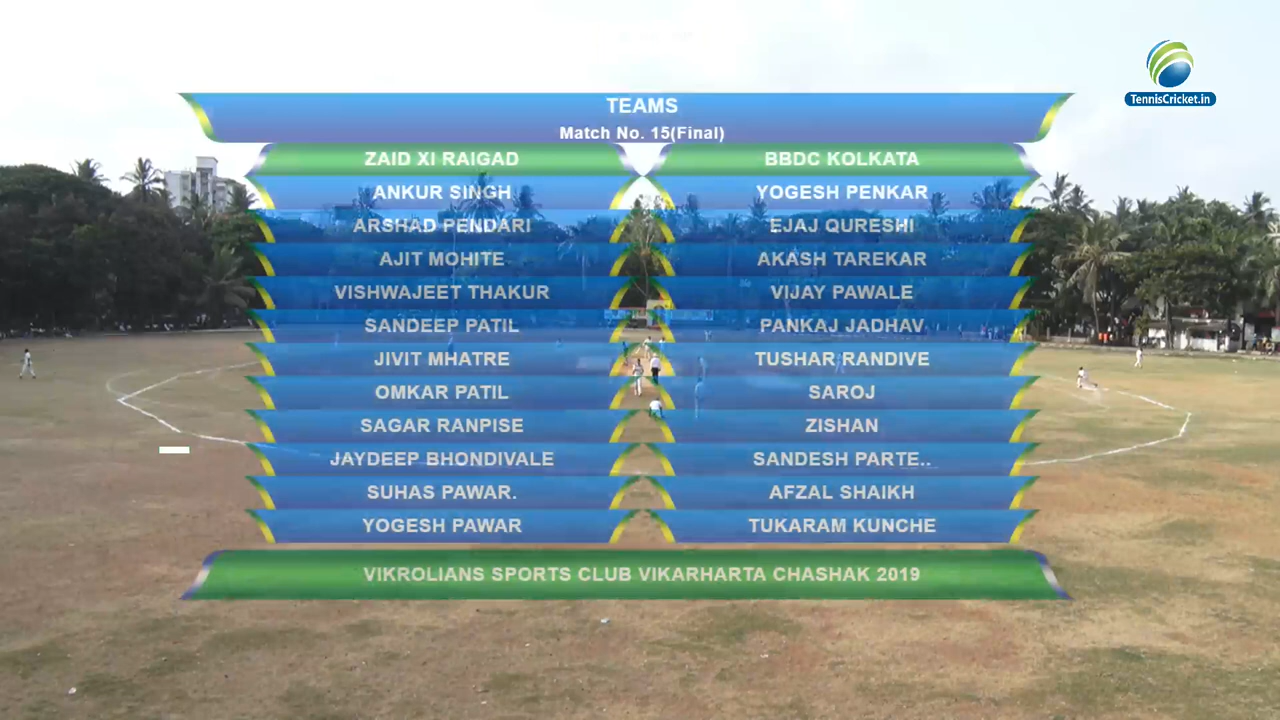 TennisCricket.in
TEAMS
Match No. 15(Final)
ZAID XI RAIGAD
BBDC KOLKATA
ANKUR SINGH
YOGESH PENKAR
ARSHAD PENDARI
EJAJ QURESHI
AJIT MOHITE
AKASH TAREKAR
VISHWAJEET THAKUR
VIJAY PAWALE
SANDEEP PATIL
PANKAJ JADHAV
JIVIT MHATRE
TUSHAR RANDIVE
OMKAR PATIL
SAROJ
SAGAR RANPISE
ZISHAN
JAYDEEP BHONDIVALE
SANDESH PARTE..
SUHAS PAWAR.
AFZAL SHAIKH
YOGESH PAWAR
TUKARAM KUNCHE
VIKROLIANS SPORTS CLUB VIKARHARTA CHASHAK 2019